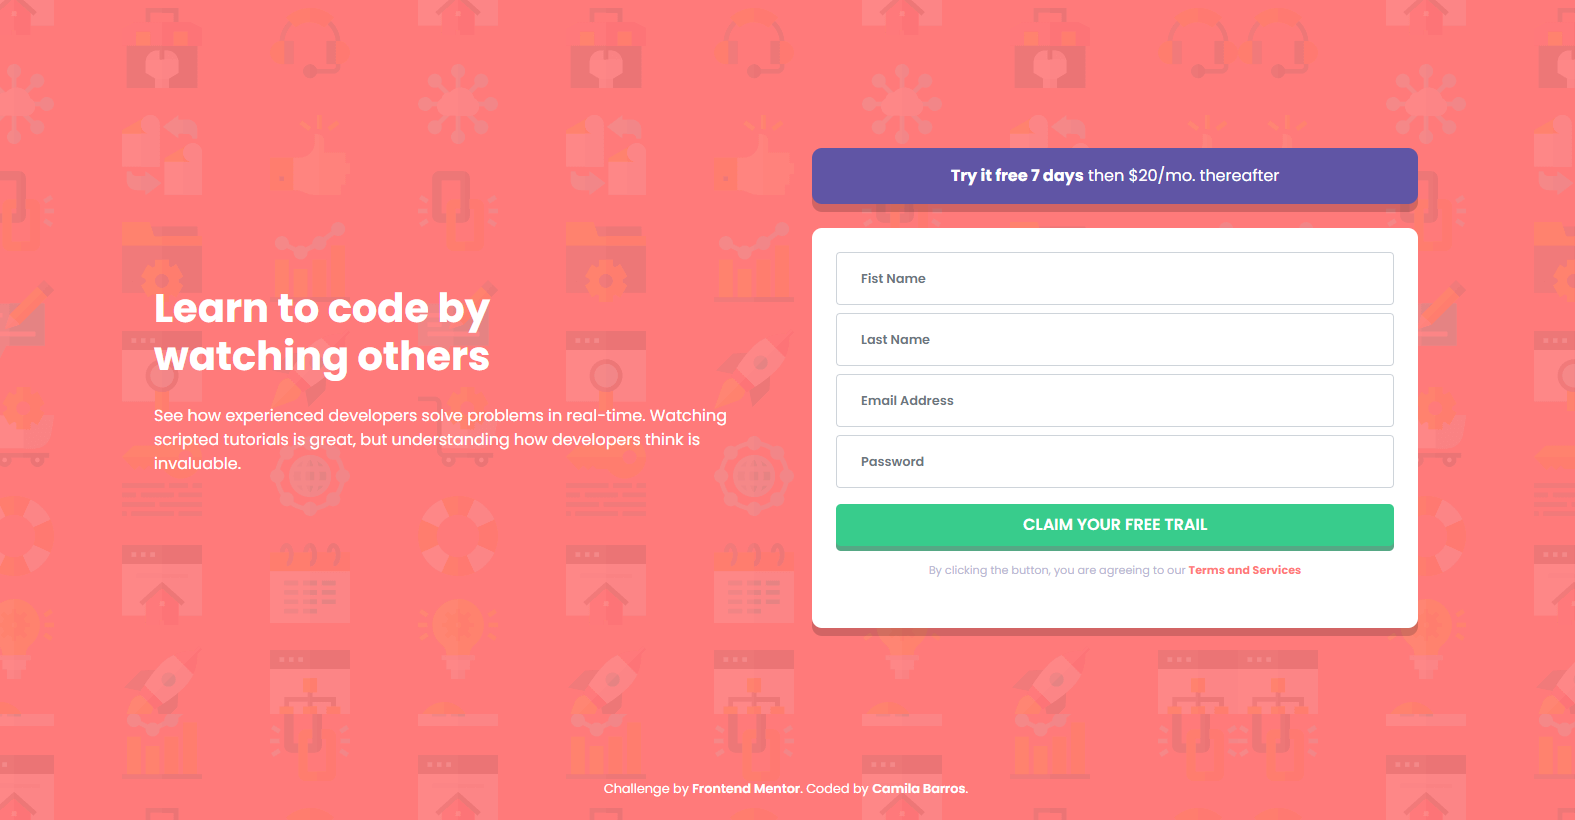 Learn to code by
watching others
See how experienced developers solve problems in real-time. Watching
scripted tutorials is great, but understanding how developers think is
invaluable.
Try it free 7 days then $20/mo. thereafter
Fist Name
Last Name
Email Address
Password
CLAIM YOUR FREE TRAIL
By clicking the button, you are agreeing to our Terms and Services
Challenge by Frontend Mentor. Coded by Camila Barros.